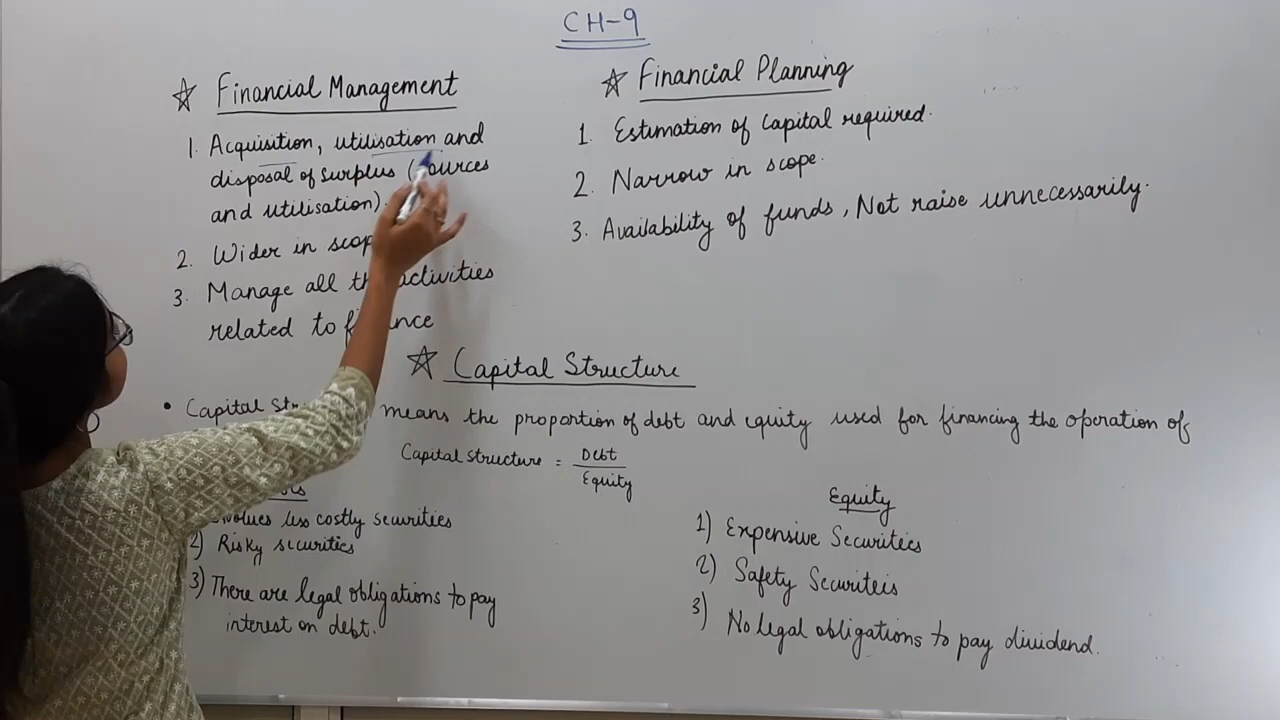 CH-9
☆ Financial Management
1. Acquisition, utilisation and
disposal of surplus (sources
and utilisation).
2. Wider in
3. Manage all activities
related to
☆ Financial Planning
1. Estimation of capital required.
2. Narrow in scope.
3. Availability of funds, Not raise unnecessarily.
☆ Capital Structure
• Capital means the proportion of debt and equity used for financing the operation of
Capital structure = Debt
Equity
less costly securities
2) Risky securities
3) There are legal obligations to pay
interest on debt.
Equity
1) Expensive Securities
2) Safety Securiteis
3) No legal obligations to pay dividend.